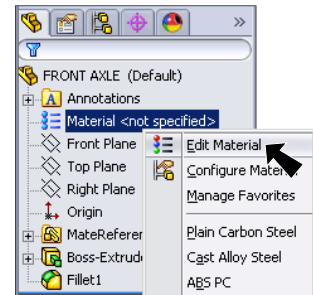 »
FRONT AXLE (Default)
Annotations
Material <not specified>
Front Plane
Top Plane
Right Plane
Origin
MateReferen
Boss-Extrude
Fillet1
Edit Material
Configure Materi
Manage Favorites
Plain Carbon Steel
Cast Alloy Steel
ABS PC